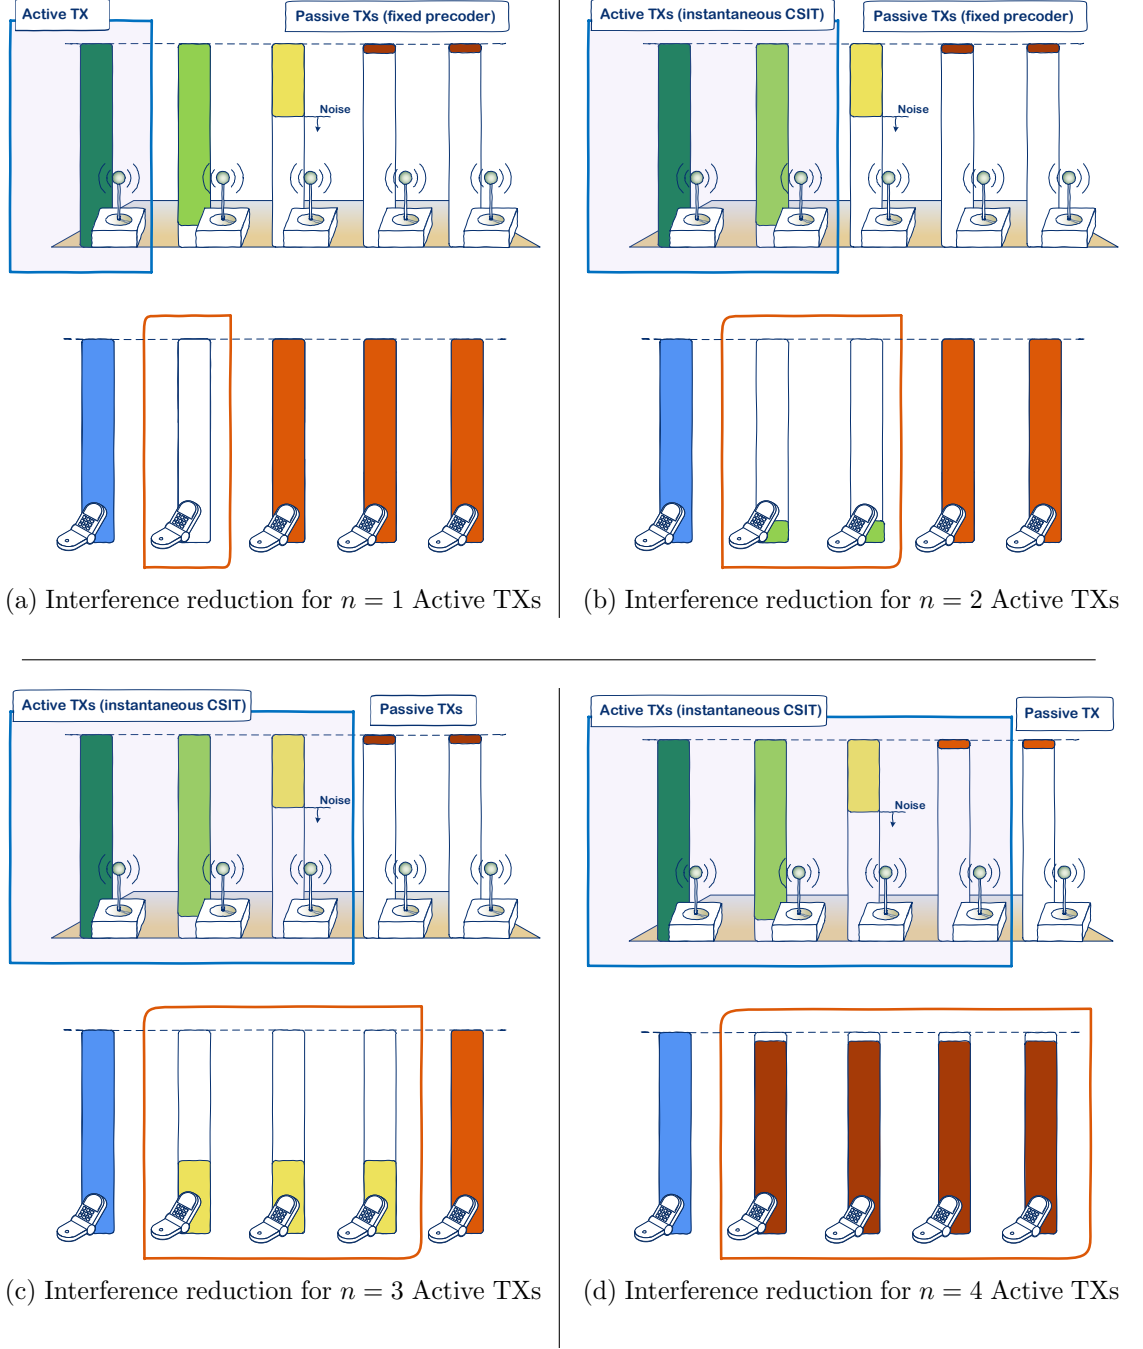 Active TX
Passive TXs (fixed precoder)
Noise
(a) Interference reduction for n = 1 Active TXs
Active TXs (instantaneous CSIT)
Passive TXs (fixed precoder)
Noise
(b) Interference reduction for n = 2 Active TXs
Active TXs (instantaneous CSIT)
Passive TXs
Noise
(c) Interference reduction for n = 3 Active TXs
Active TXs (instantaneous CSIT)
Passive TX
Noise
(d) Interference reduction for n = 4 Active TXs